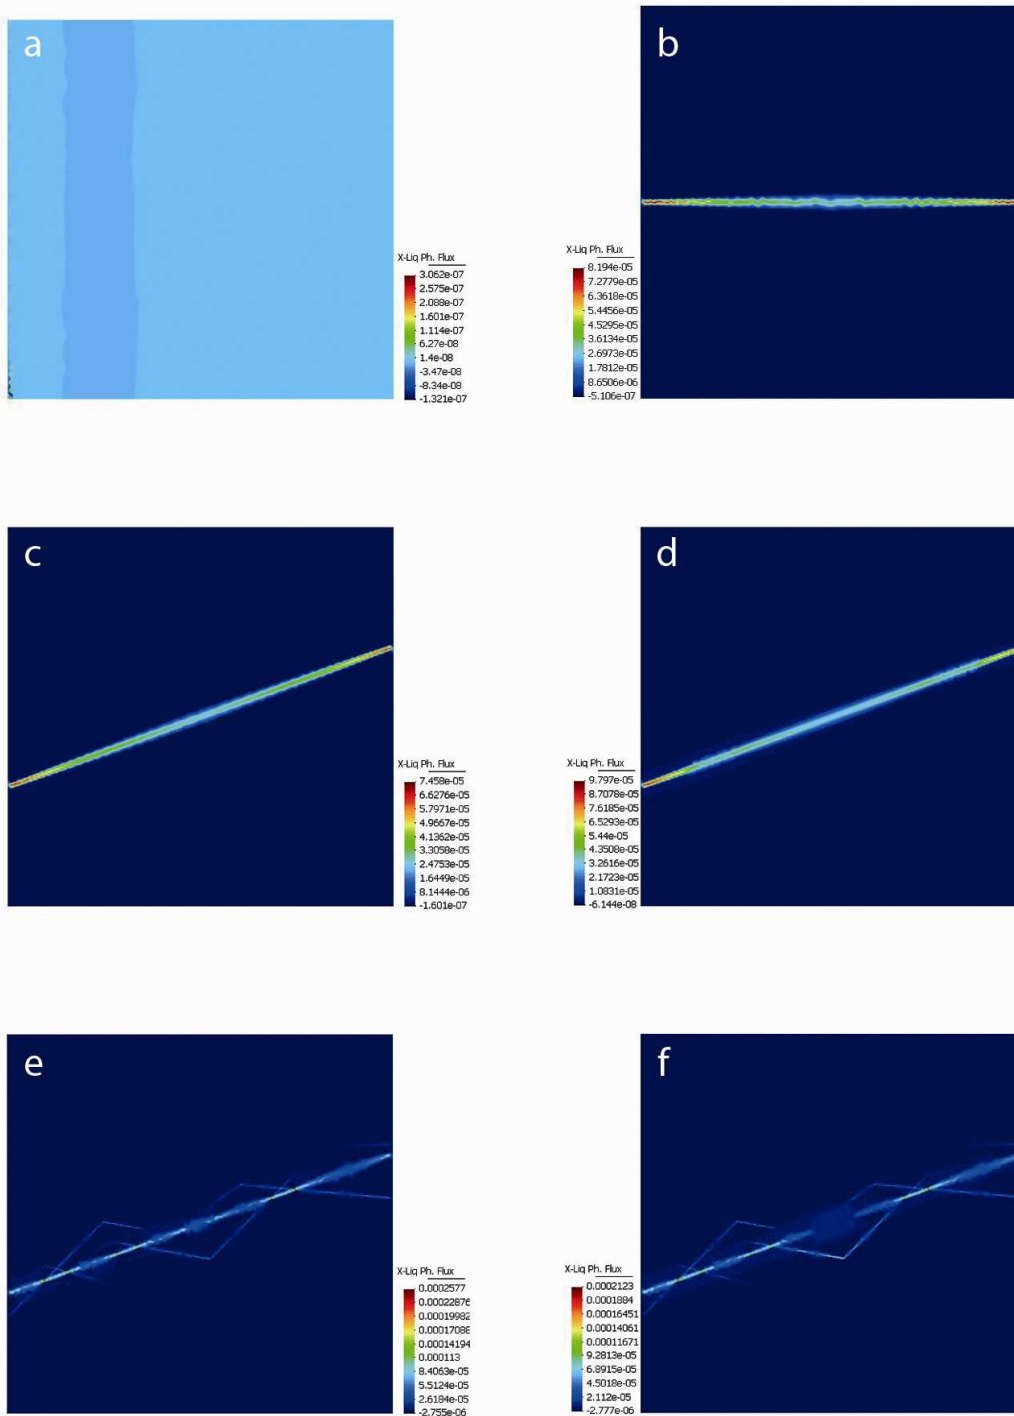 a
X-Liq Ph. Flux
3.062e-07
2.575e-07
2.088e-07
1.601e-07
1.114e-07
6.27e-08
1.4e-08
-3.47e-08
-8.34e-08
-1.321e-07
b
X-Liq Ph. Flux
8.194e-05
7.2779e-05
6.3618e-05
5.4456e-05
4.5295e-05
3.6134e-05
2.6973e-05
1.7812e-05
8.6506e-06
-5.106e-07
c
X-Liq Ph. Flux
7.458e-05
6.6276e-05
5.7971e-05
4.9667e-05
4.1362e-05
3.3058e-05
2.4753e-05
1.6449e-05
8.1444e-06
-1.601e-07
d
X-Liq Ph. Flux
9.797e-05
8.7078e-05
7.6185e-05
6.5293e-05
5.44e-05
4.3508e-05
3.2616e-05
2.1723e-05
1.0831e-05
-6.144e-08
e
X-Liq Ph. Flux
0.0002577
0.00022876
0.00019982
0.00017088
0.00014194
0.000113
8.4063e-05
5.5124e-05
2.6184e-05
-2.755e-06
f
X-Liq Ph. Flux
0.0002123
0.0001884
0.00016451
0.00014061
0.00011671
9.2813e-05
6.8915e-05
4.5018e-05
2.112e-05
-2.777e-06